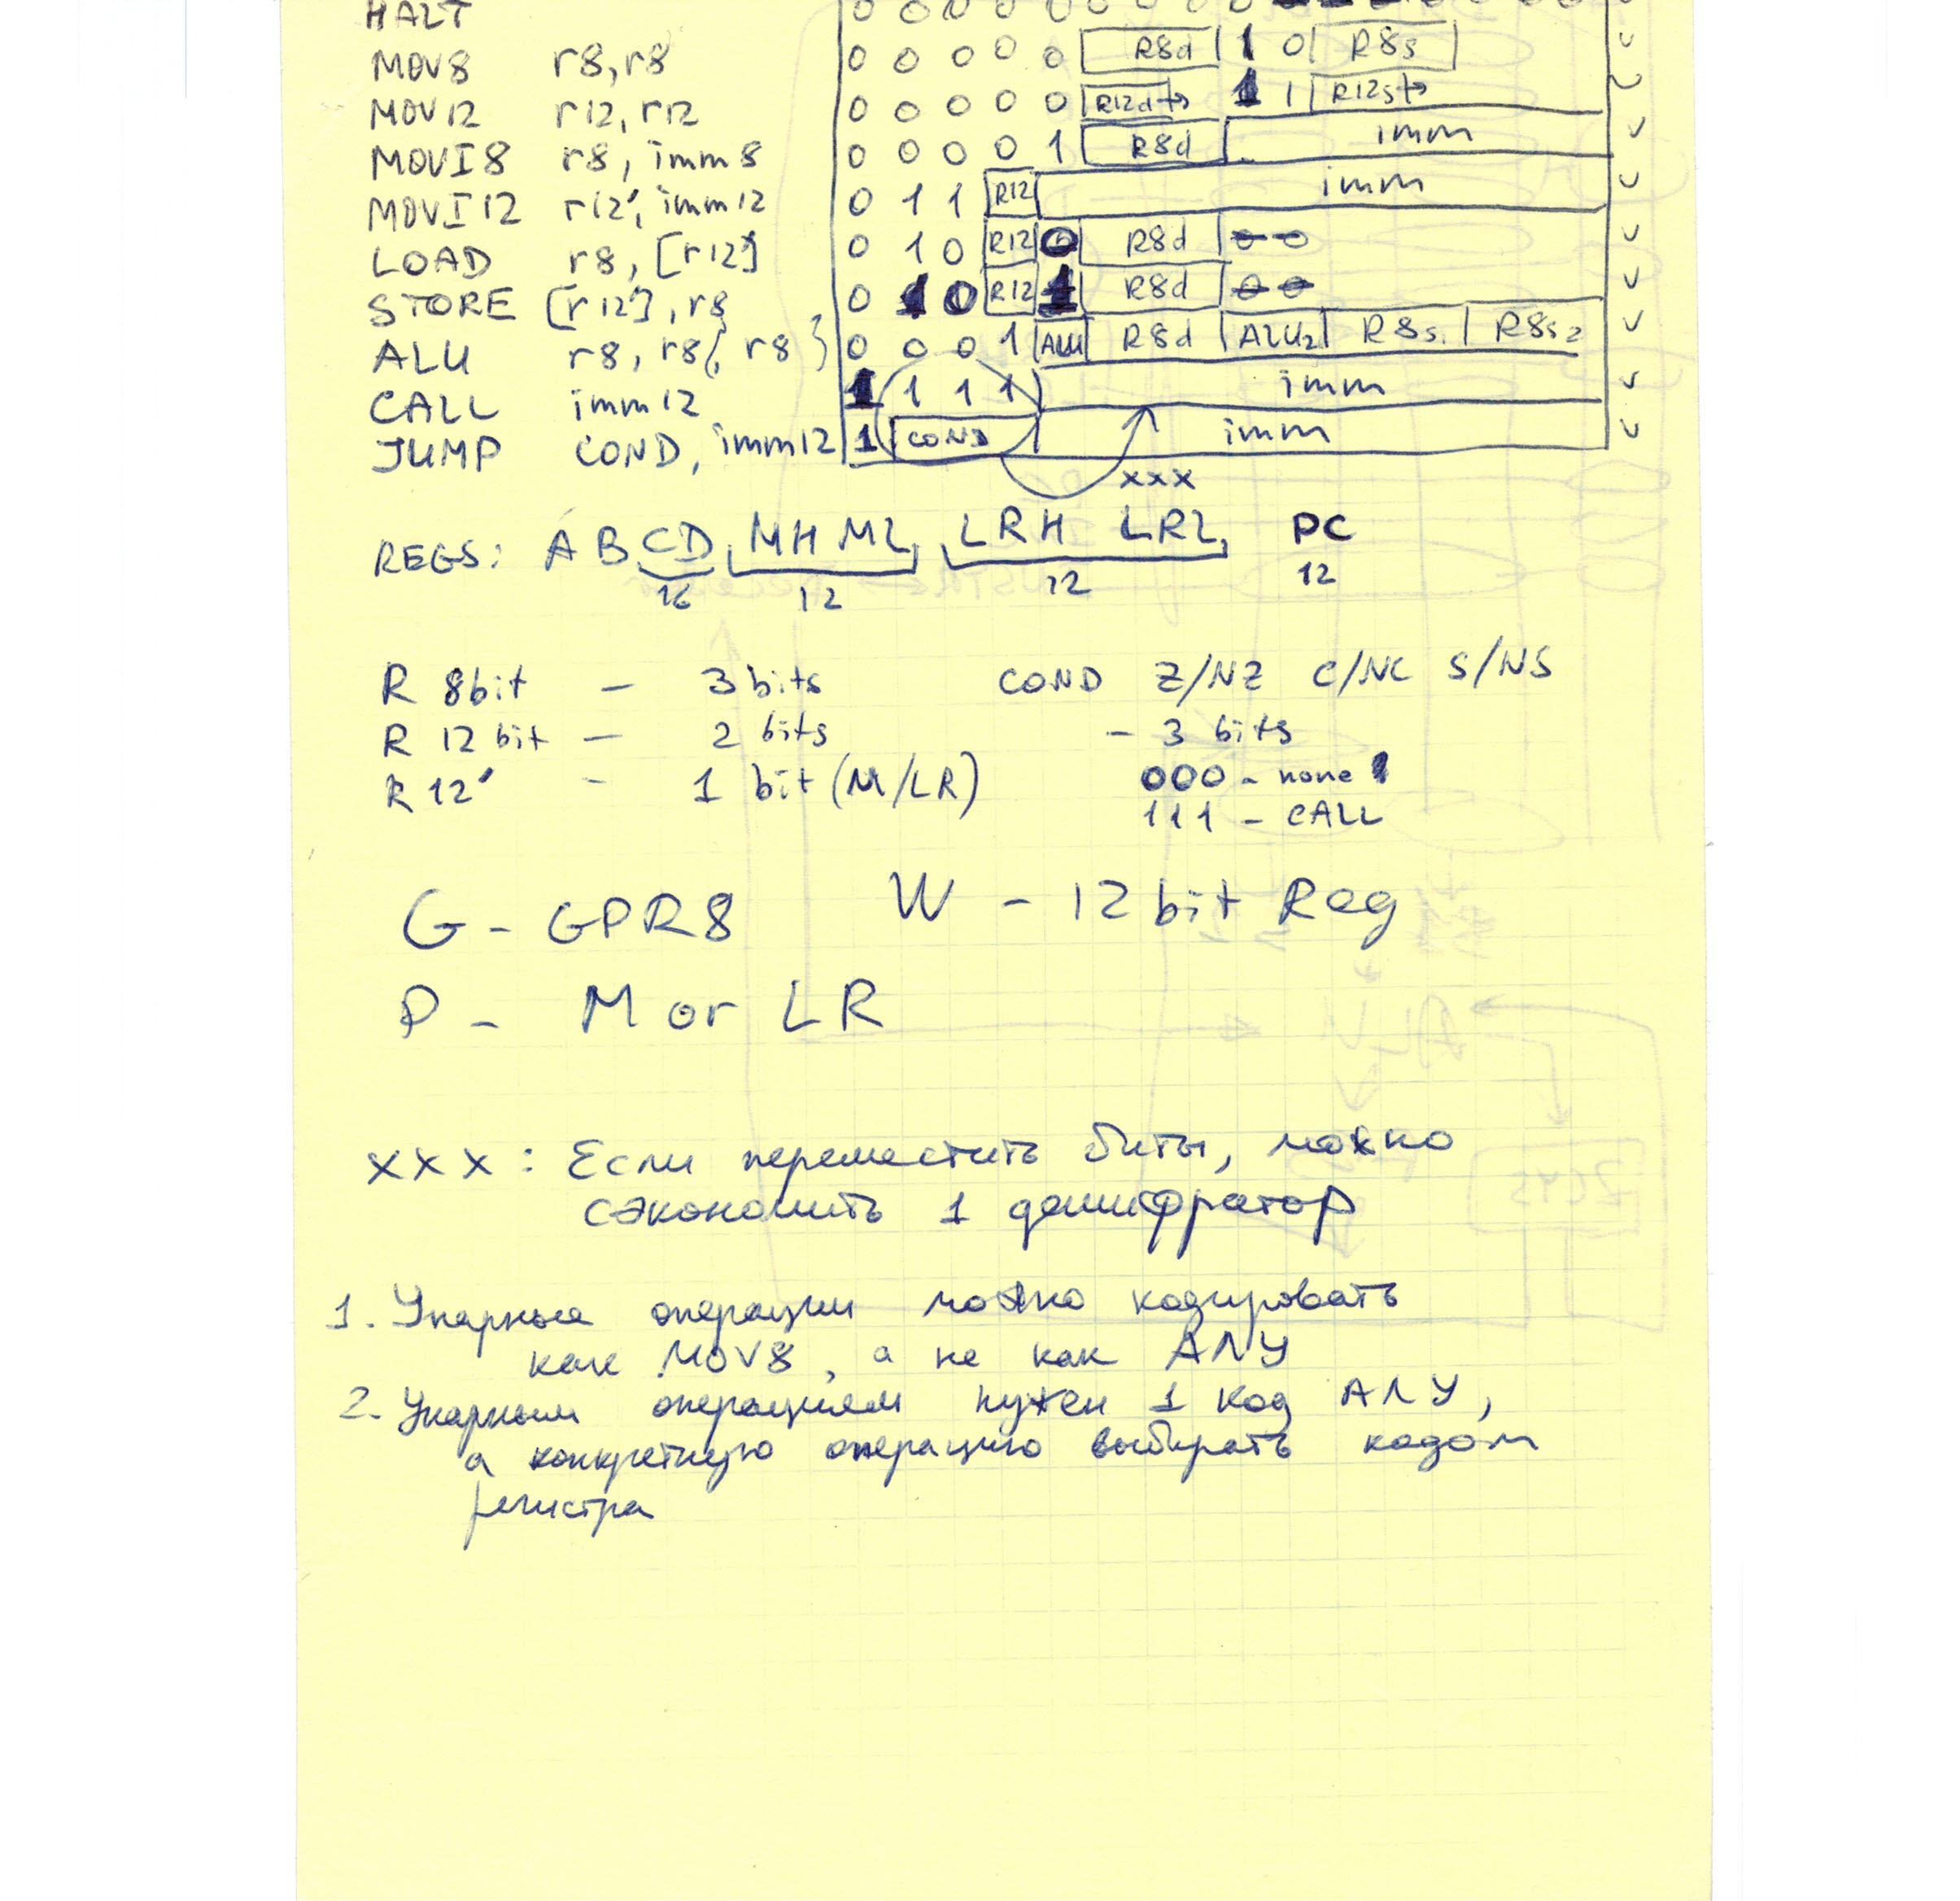 HALT 0 0 0 0 0 0 0 0 0
MOV8 r8,r8 0 0 0 0 0 R8d 1 0 R8s v
MOV12 r12,r12 0 0 0 0 0 R12d→ 1 1 R12s→ v
MOVI8 r8, imm8 0 0 0 0 1 R8d imm v
MOVI12 r12', imm12 0 1 1 R12 imm v
LOAD r8, [r12'] 0 1 0 R12 0 R8d 0 0 v
STORE [r12'], r8 0 1 0 R12 1 R8d 0 0 v
ALU r8, r8{, r8} 0 0 0 1 ALU R8d ALU2 R8s1 R8s2 v
CALL imm12 1 1 1 1 imm v
JUMP COND, imm12 1 COND imm v
xxx
REGS: A B CD MH ML LRH LRL PC
16 12 12 12
R 8bit – 3 bits COND Z/NZ C/NC S/NS
R 12 bit – 2 bits – 3 bits
R 12' – 1 bit (M/LR) 000 – none
111 – CALL
G – GPR8 W – 12 bit Reg
P – M or LR
xxx : Если переместить биты, можно
сэкономить 1 дешифратор
1. Унарные операции можно кодировать
как MOV8, а не как АЛУ
2. Унарным операциям нужен 1 код АЛУ,
а конкретную операцию выбирать кодом
регистра